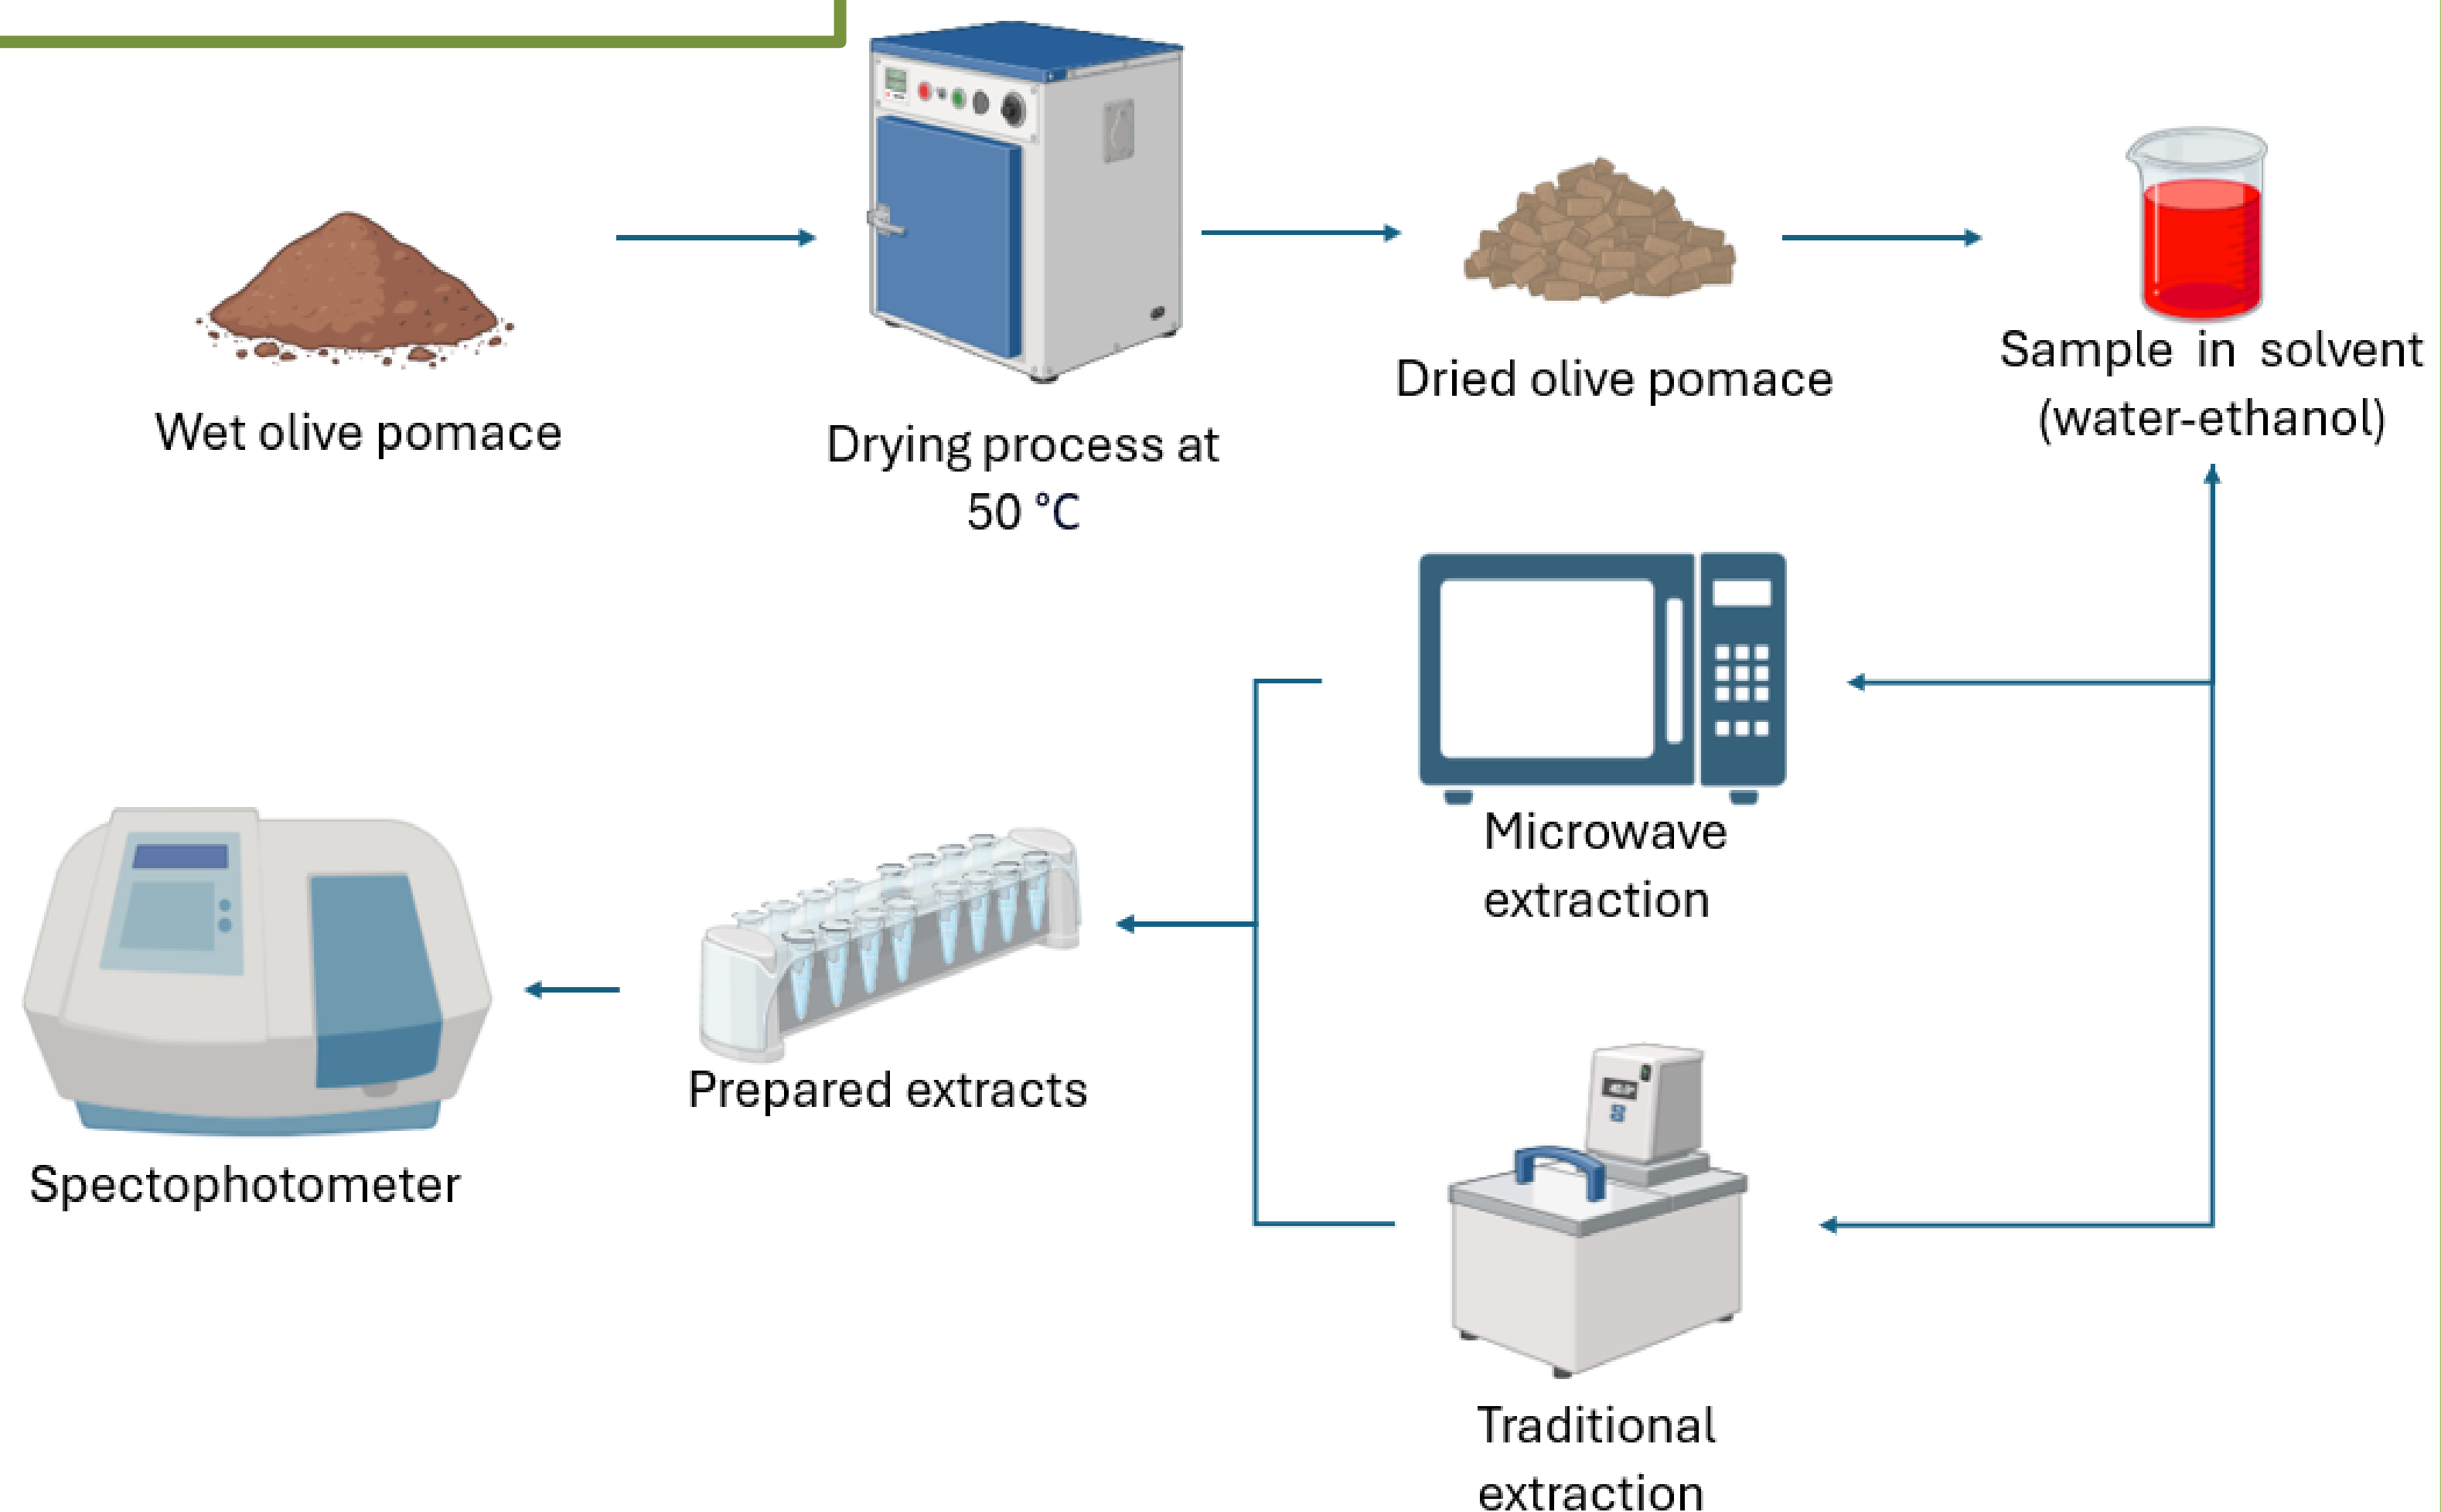 Wet olive pomace
Drying process at
50 °C
Dried olive pomace
Sample in solvent
(water-ethanol)
Microwave
extraction
Traditional
extraction
Prepared extracts
Spectophotometer